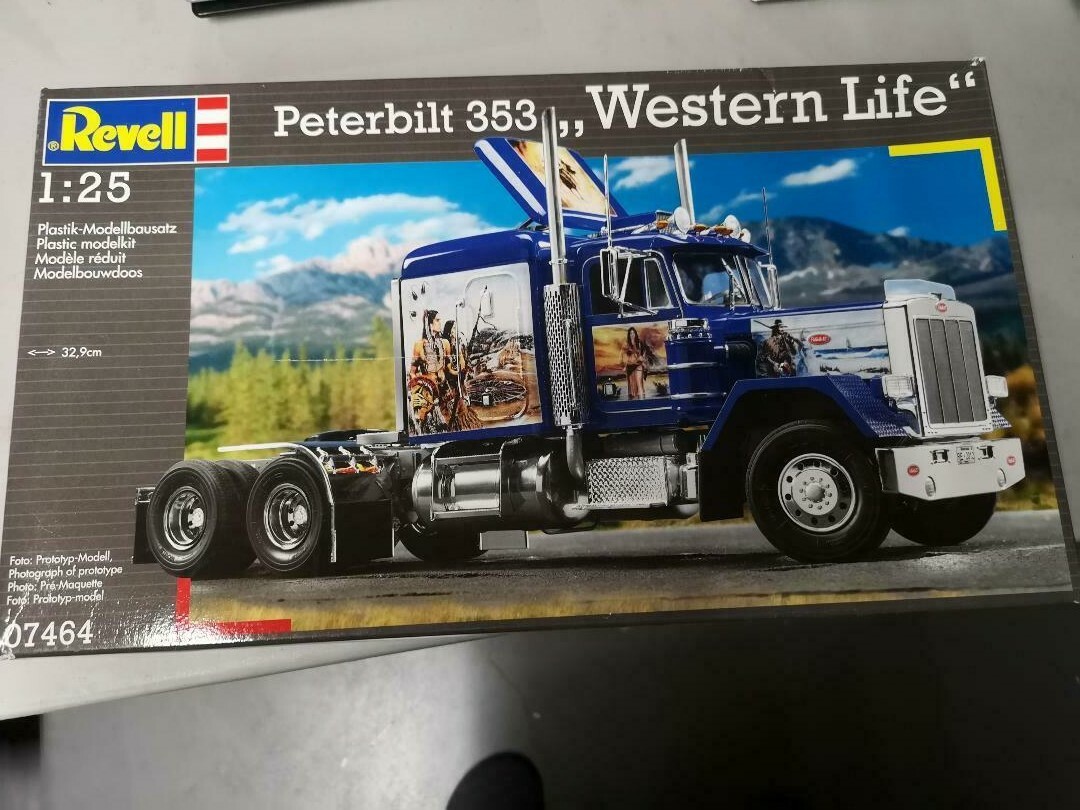 ® Revell
Peterbilt 353 „Western Life“
1:25
Plastik-Modellbausatz
Plastic modelkit
Modèle réduit
Modelbouwdoos
<--> 32,9cm
Foto: Prototyp-Modell,
Photograph of prototype
Photo: Pré-Maquette
Foto: Prototyp-model
07464